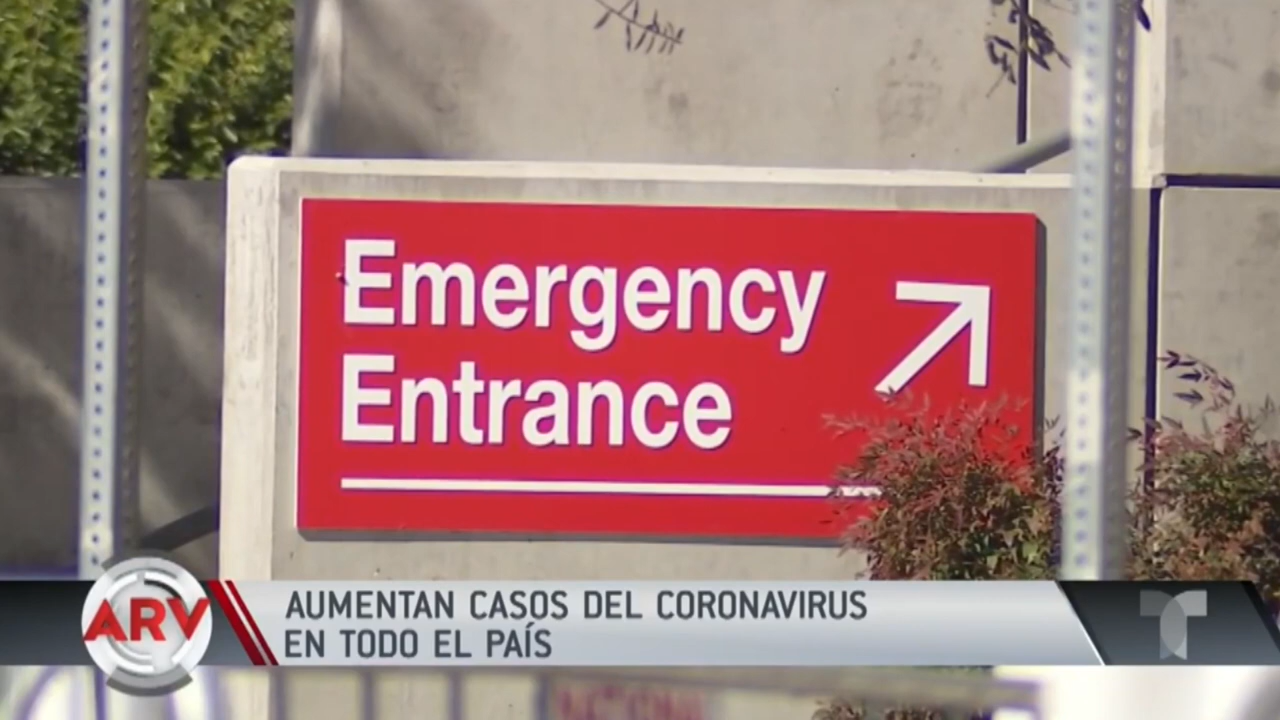 Emergency
Entrance
ARV
AUMENTAN CASOS DEL CORONAVIRUS
EN TODO EL PAÍS